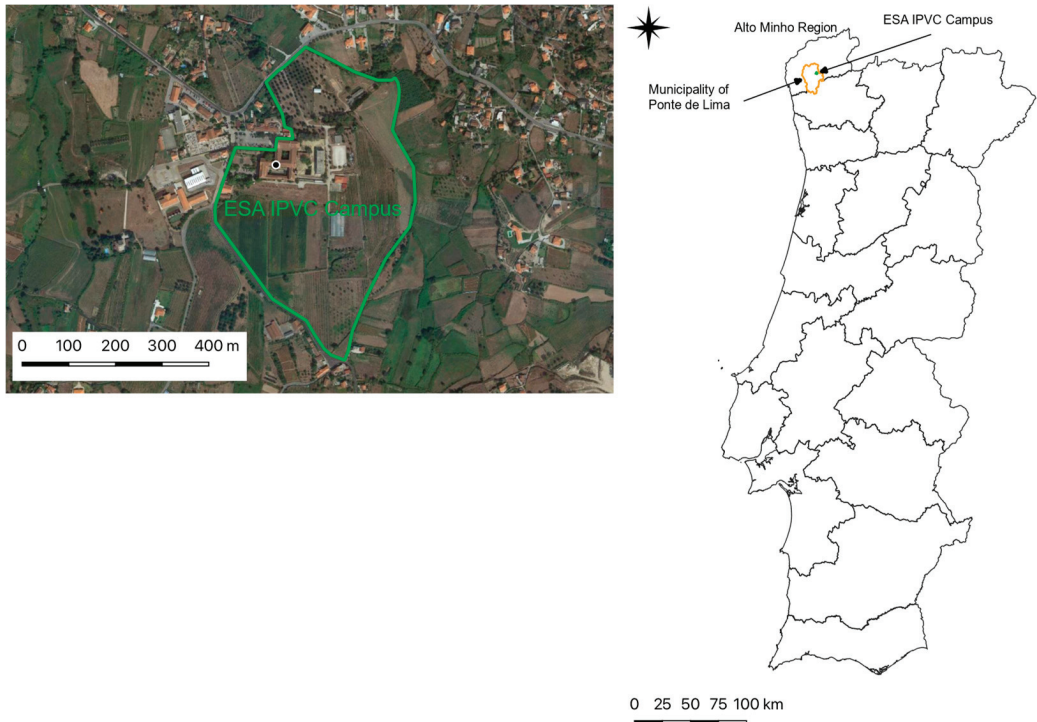 ESA IPVC Campus
0 100 200 300 400 m
Alto Minho Region
ESA IPVC Campus
Municipality of
Ponte de Lima
0 25 50 75 100 km